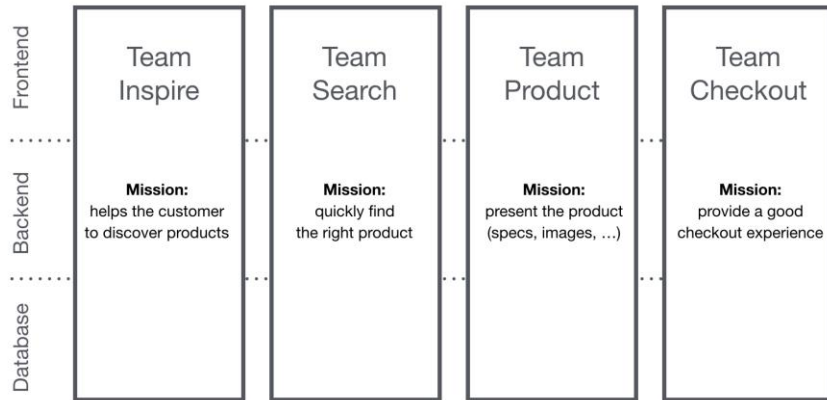 Frontend
Backend
Database
Team
Inspire
Mission:
helps the customer
to discover products
Team
Search
Mission:
quickly find
the right product
Team
Product
Mission:
present the product
(specs, images, ...)
Team
Checkout
Mission:
provide a good
checkout experience